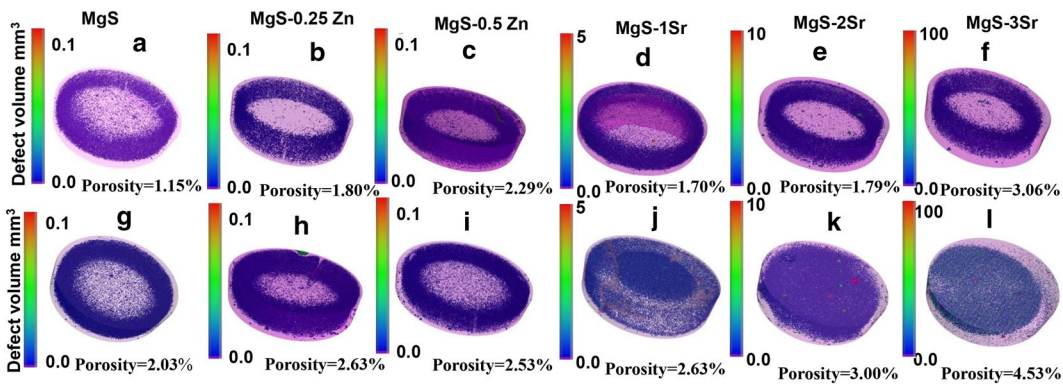 MgS MgS-0.25 Zn MgS-0.5 Zn MgS-1Sr MgS-2Sr MgS-3Sr
a b c d e f
Defect volume mm³
0.1 0.1 0.1 5 10 100
0.0 0.0 0.0 0.0 0.0 0.0
Porosity=1.15% Porosity=1.80% Porosity=2.29% Porosity=1.70% Porosity=1.79% Porosity=3.06%
g h i j k l
Defect volume mm³
0.1 0.1 0.1 5 10 100
0.0 0.0 0.0 0.0 0.0 0.0
Porosity=2.03% Porosity=2.63% Porosity=2.53% Porosity=2.63% Porosity=3.00% Porosity=4.53%